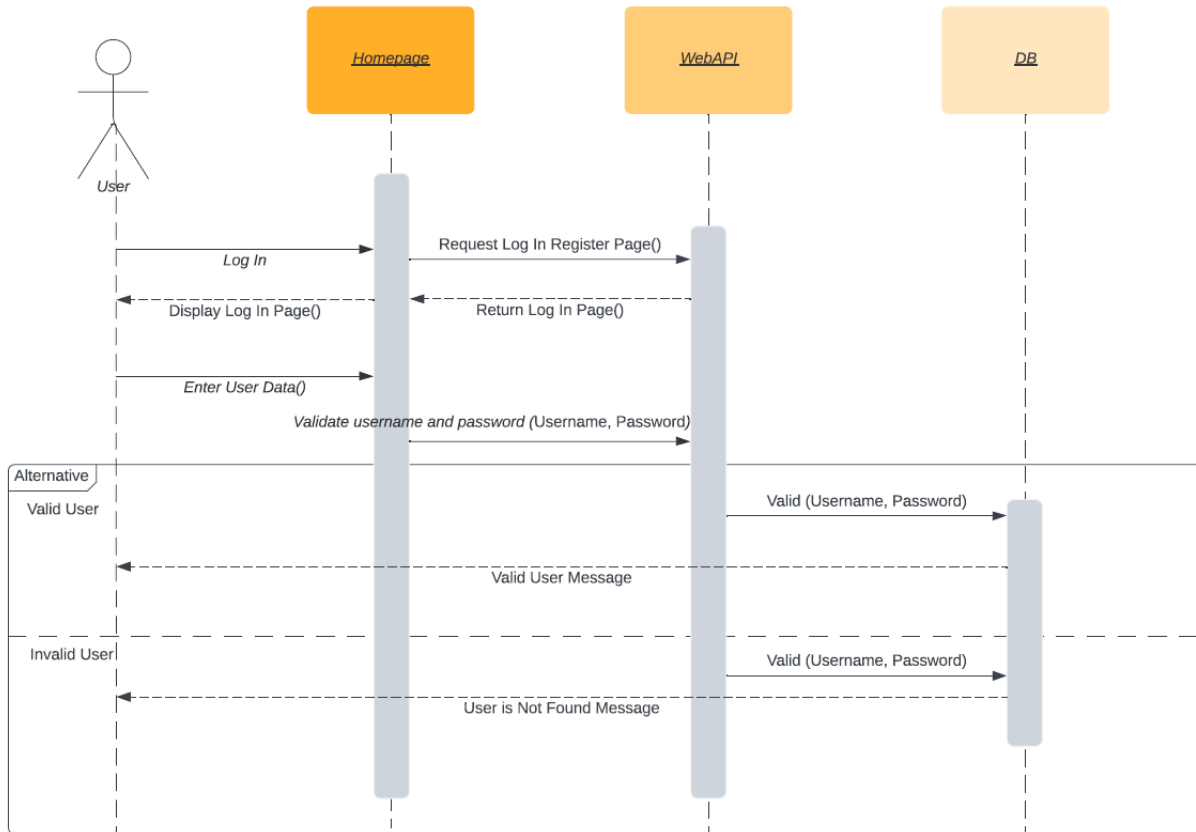 Homepage
WebAPI
DB
User
Log In
Request Log In Register Page()
Display Log In Page()
Return Log In Page()
Enter User Data()
Validate username and password (Username, Password)
Alternative
Valid User
Valid (Username, Password)
Valid User Message
Invalid User
Valid (Username, Password)
User is Not Found Message